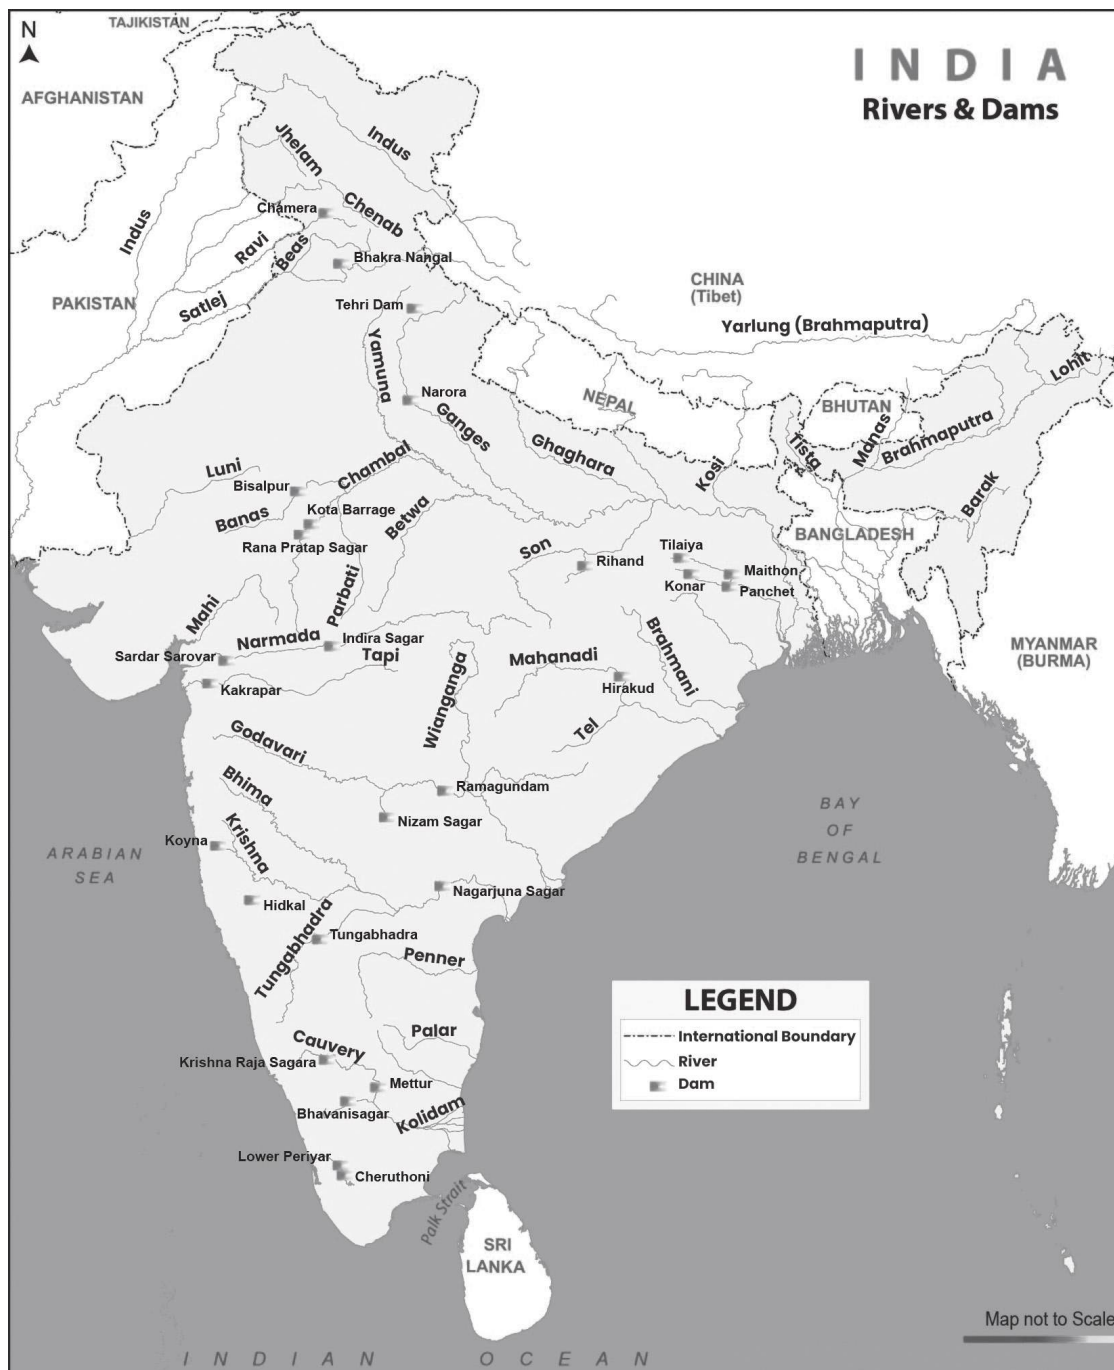 TAJIKISTAN
N
INDIA
Rivers & Dams
AFGHANISTAN
Indus
Jhelam
Chenab
Chamera
Indus
Ravi
Beas
Bhakra Nangal
CHINA
(Tibet)
PAKISTAN
Satlej
Tehri Dam
Yarlung (Brahmaputra)
Yamuna
Lohit
Narora
NEPAL
BHUTAN
Ganges
Ghaghara
Kosi
Tista
Manas
Brahmaputra
Luni
Chambal
Bisalpur
Banas
Kota Barrage
Betwa
Barak
Rana Pratap Sagar
BANGLADESH
Son
Rihand
Tilaiya
Maithon
Konar
Panchet
Mahi
Parbati
Narmada
Indira Sagar
Sardar Sarovar
Tapi
Mahanadi
Brahmani
MYANMAR
(BURMA)
Kakrapar
Wianganga
Hirakud
Godavari
Tel
Bhima
Ramagundam
Nizam Sagar
BAY
OF
BENGAL
Koyna
Krishna
ARABIAN
SEA
Hidkal
Nagarjuna Sagar
Tungabhadra
Tungabhadra
Penner
LEGEND
International Boundary
River
Dam
Palar
Cauvery
Krishna Raja Sagara
Mettur
Bhavanisagar
Kolidam
Lower Periyar
Cheruthoni
Palk Strait
SRI
LANKA
Map not to Scale
INDIAN OCEAN